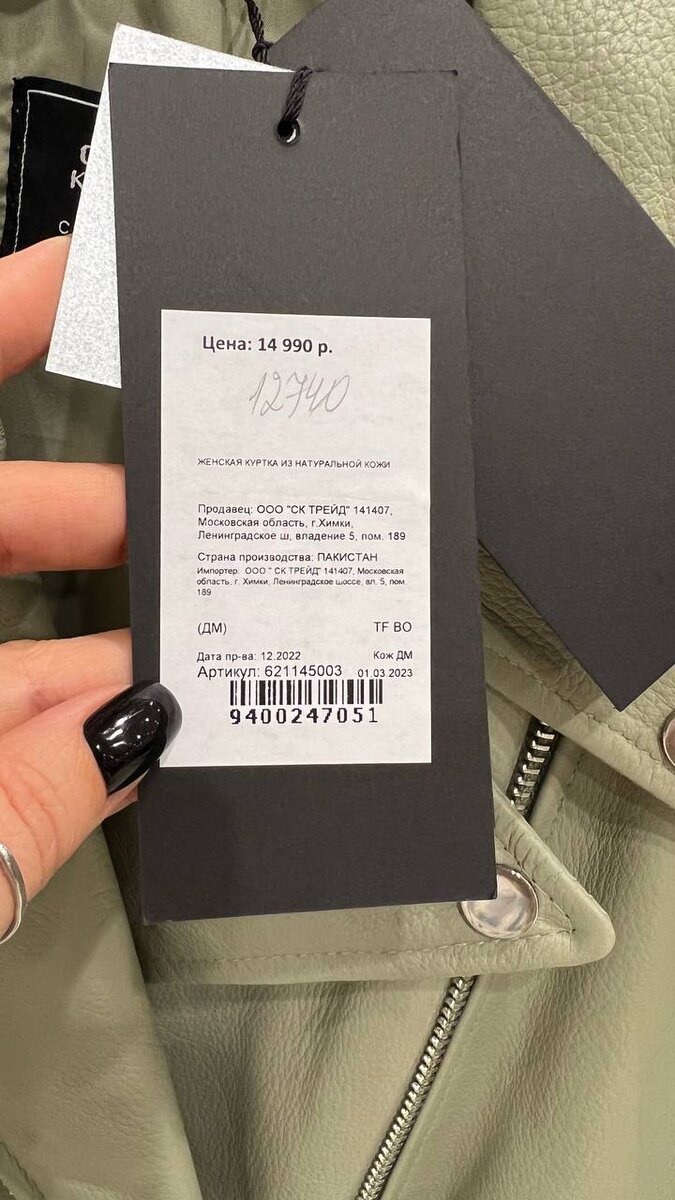 Цена: 14 990 р.
12740
ЖЕНСКАЯ КУРТКА ИЗ НАТУРАЛЬНОЙ КОЖИ
Продавец: ООО "СК ТРЕЙД" 141407,
Московская область, г.Химки,
Ленинградское ш, владение 5, пом. 189
Страна производства: ПАКИСТАН
Импортер: ООО " СК ТРЕЙД" 141407, Московская
область, г. Химки, Ленинградское шоссе, вл. 5, пом.
189
(ДМ) TF BO
Дата пр-ва: 12.2022 Кож ДМ
Артикул: 621145003 01.03.2023
9400247051